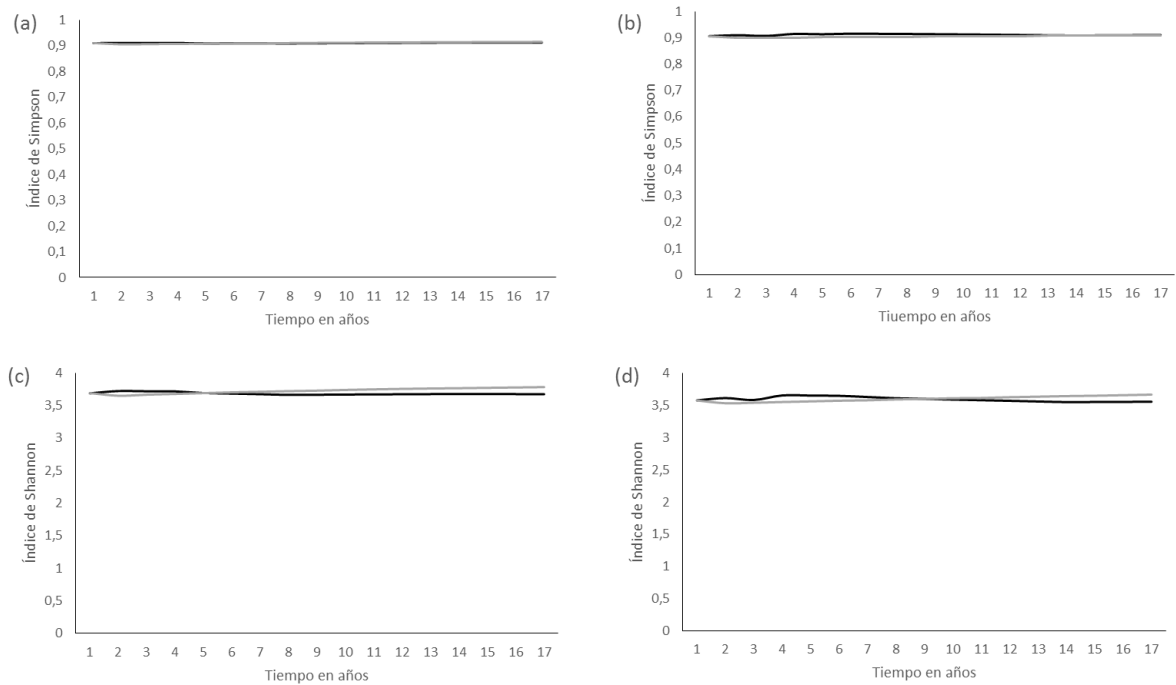 (a)
1
0,9
0,8
0,7
0,6
0,5
0,4
0,3
0,2
0,1
0
Índice de Simpson
1 2 3 4 5 6 7 8 9 10 11 12 13 14 15 16 17
Tiempo en años
(b)
1
0,9
0,8
0,7
0,6
0,5
0,4
0,3
0,2
0,1
0
Índice de Simpson
1 2 3 4 5 6 7 8 9 10 11 12 13 14 15 16 17
Tiuempo en años
(c)
4
3,5
3
2,5
2
1,5
1
0,5
0
Índice de Shannon
1 2 3 4 5 6 7 8 9 10 11 12 13 14 15 16 17
Tiempo en años
(d)
4
3,5
3
2,5
2
1,5
1
0,5
0
Índice de Shannon
1 2 3 4 5 6 7 8 9 10 11 12 13 14 15 16 17
Tiempo en años